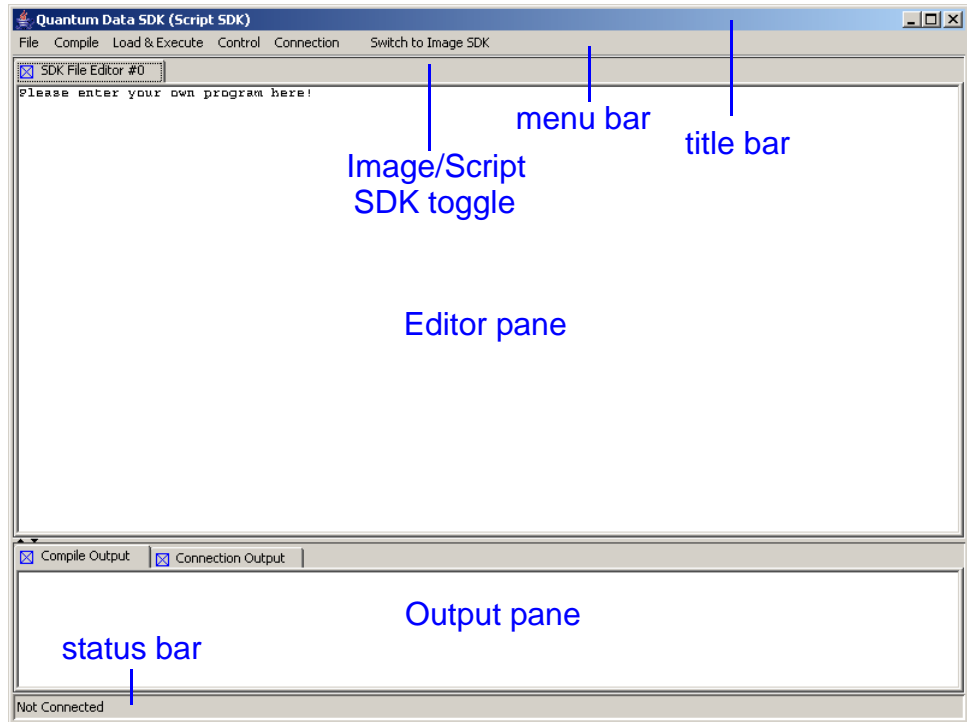 Quantum Data SDK (Script SDK)
File Compile Load & Execute Control Connection Switch to Image SDK
SDK File Editor #0
Please enter your own program here!
menu bar
title bar
Image/Script
SDK toggle
Editor pane
Compile Output Connection Output
Output pane
status bar
Not Connected